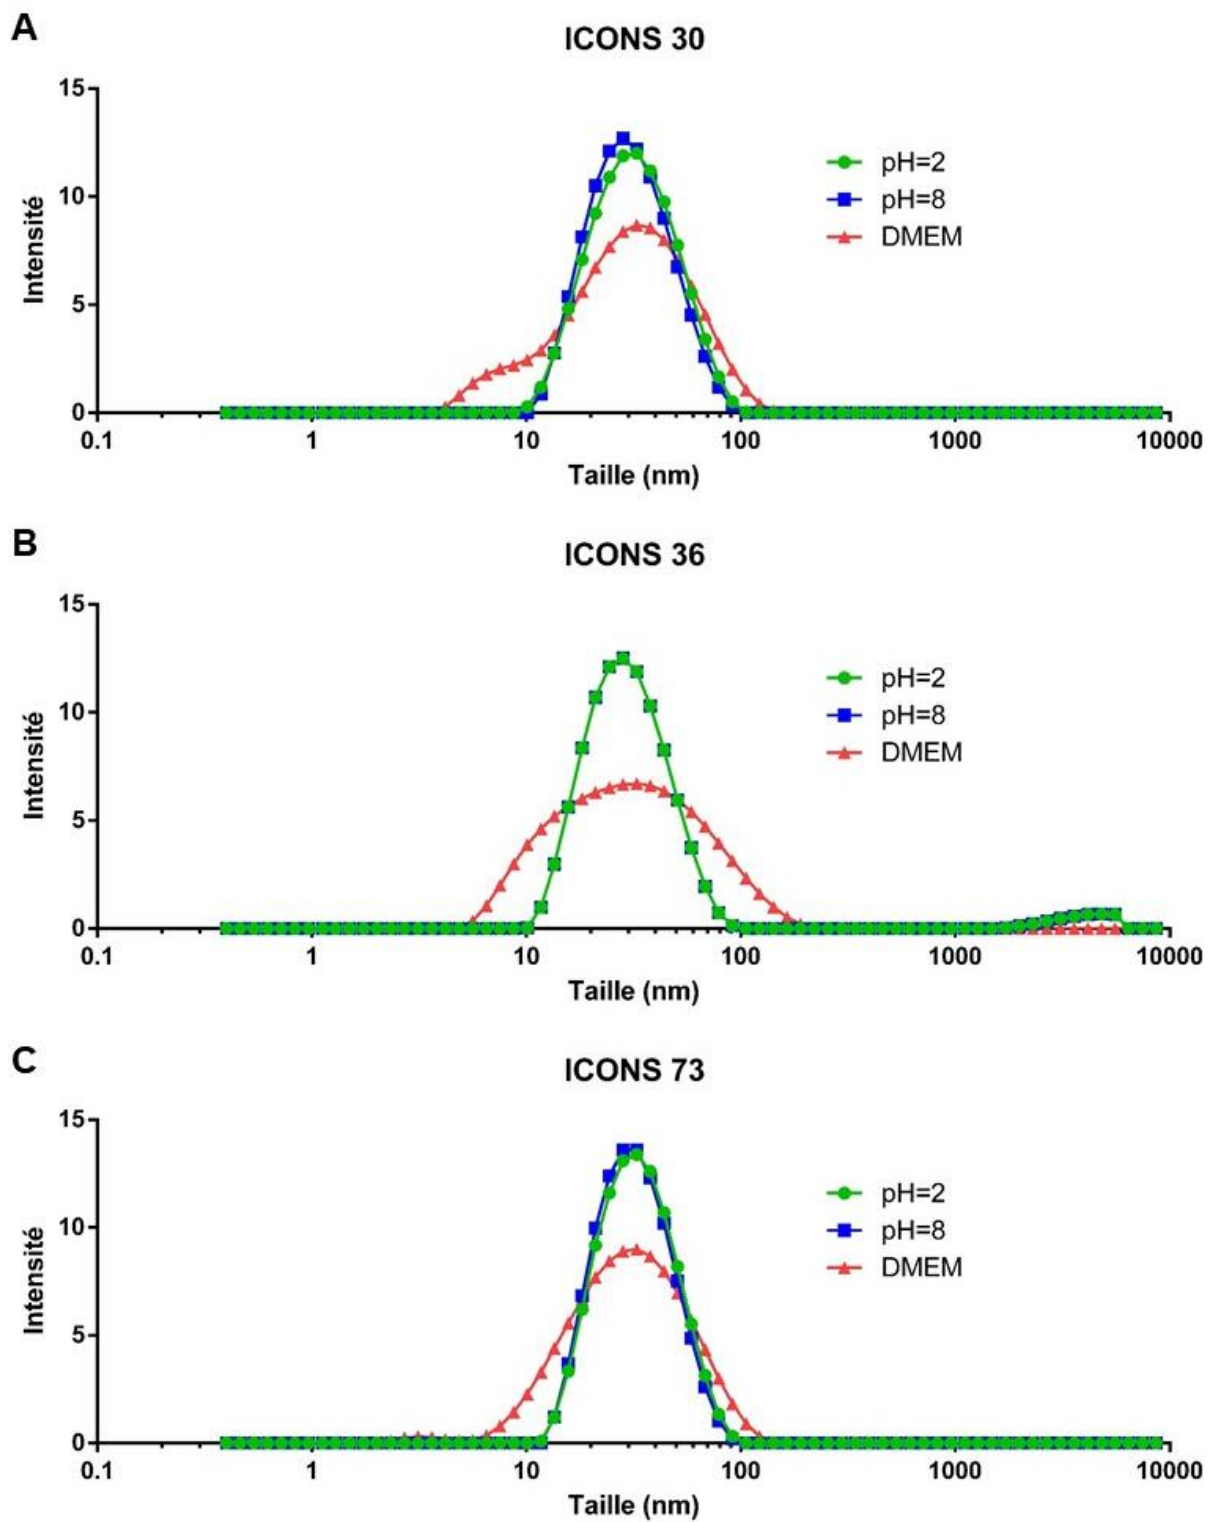 A
ICONS 30
15
10
5
0
Intensité
pH=2
pH=8
DMEM
0.1 1 10 100 1000 10000
Taille (nm)
B
ICONS 36
15
10
5
0
Intensité
pH=2
pH=8
DMEM
0.1 1 10 100 1000 10000
Taille (nm)
C
ICONS 73
15
10
5
0
Intensité
pH=2
pH=8
DMEM
0.1 1 10 100 1000 10000
Taille (nm)